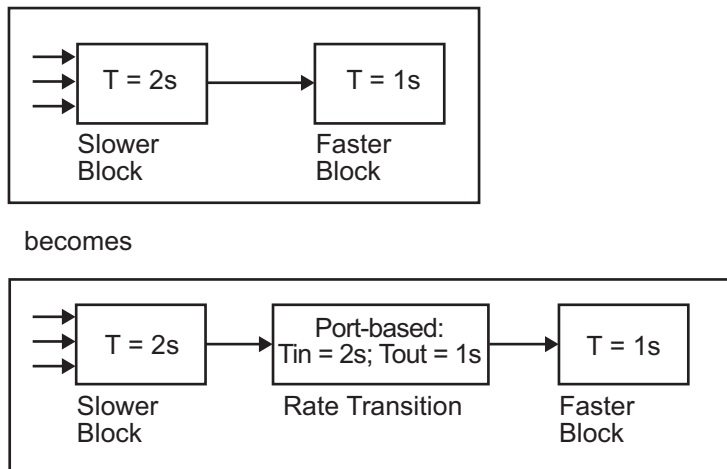 T = 2s
T = 1s
Slower
Block
Faster
Block
becomes
T = 2s
Port-based:
Tin = 2s; Tout = 1s
T = 1s
Slower
Block
Rate Transition
Faster
Block